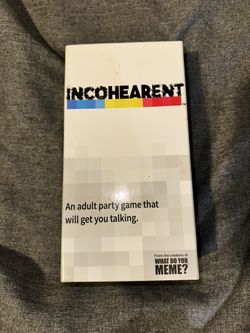 INCOHEARENT
An adult party game that
will get you talking.
From the creators of
WHAT DO YOU
MEME?